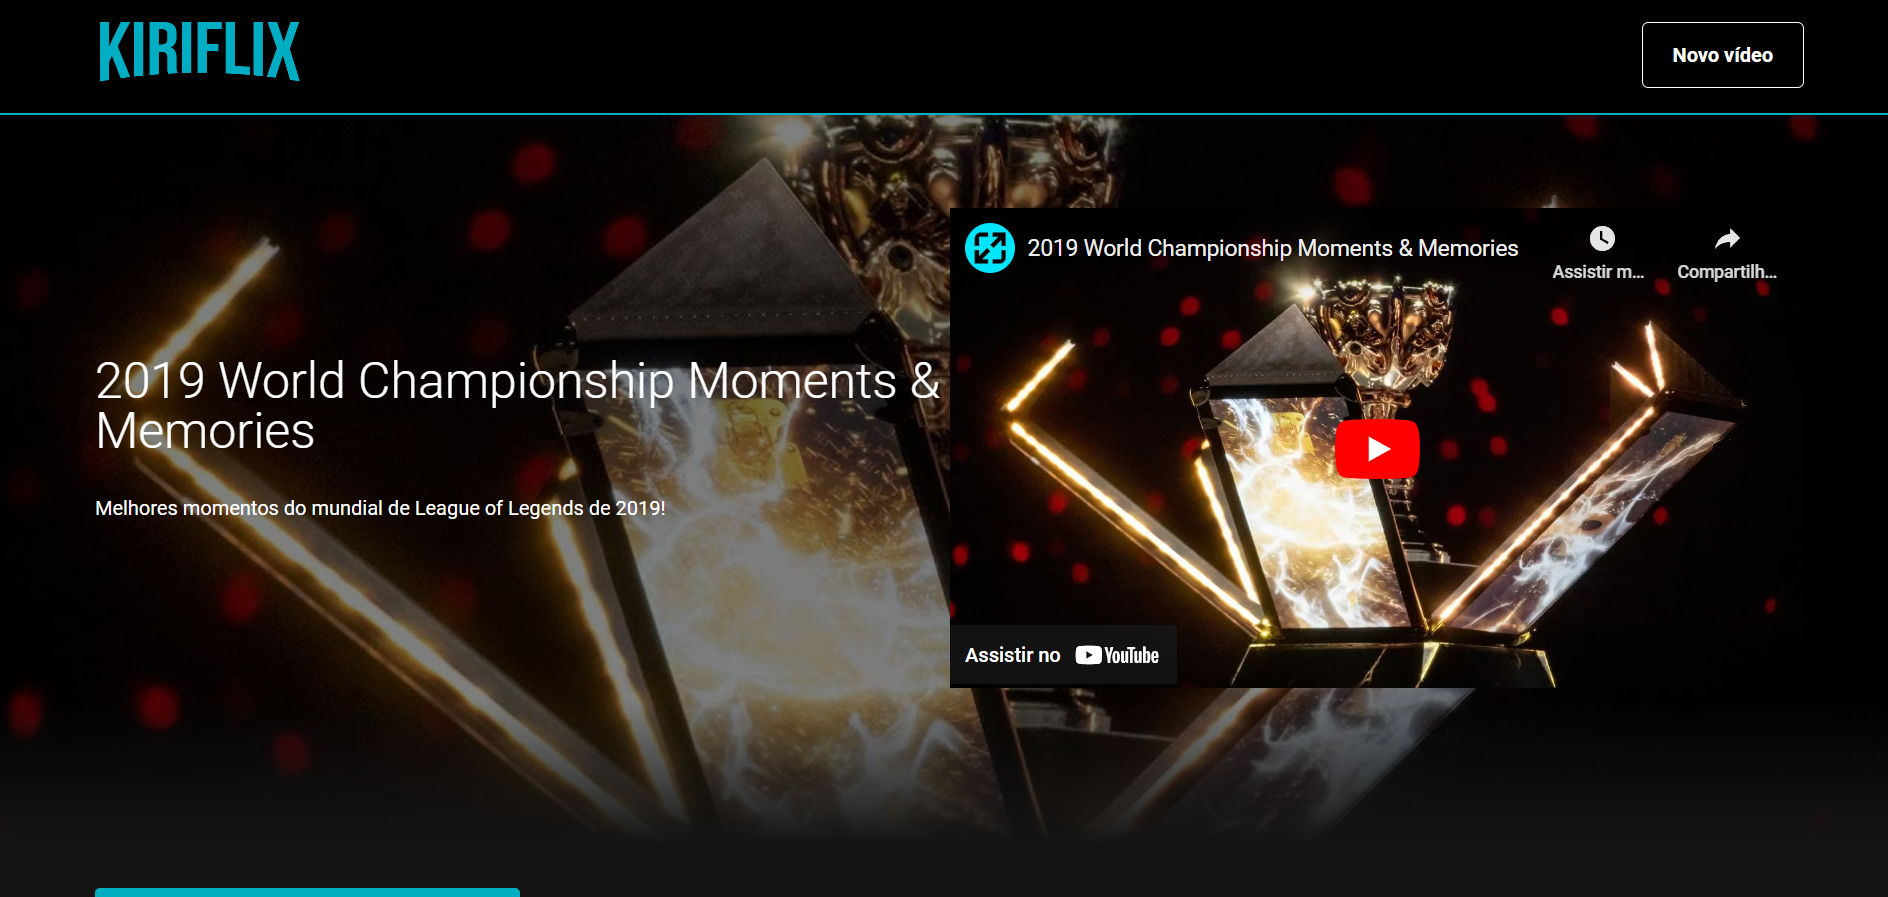 KIRIFLIX
Novo vídeo
2019 World Championship Moments & Memories
Assistir m...
Compartilh...
2019 World Championship Moments &
Memories
Melhores momentos do mundial de League of Legends de 2019!
Assistir no YouTube